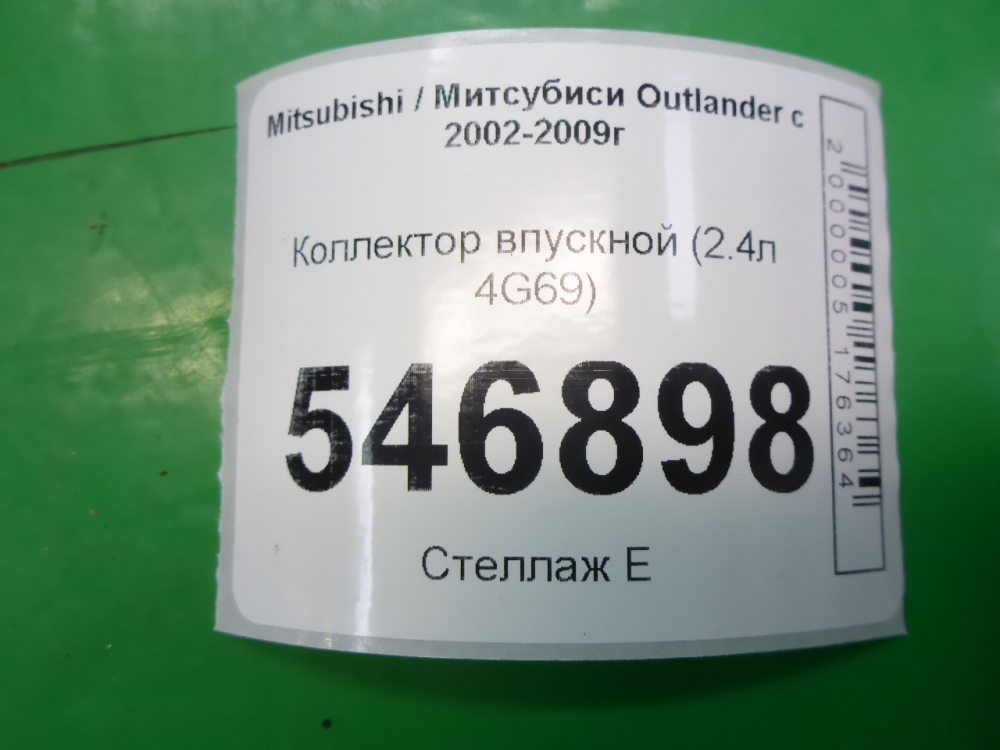 Mitsubishi / Митсубиси Outlander с
2002-2009г
Коллектор впускной (2.4л
4G69)
546898
Стеллаж Е
2000005176364